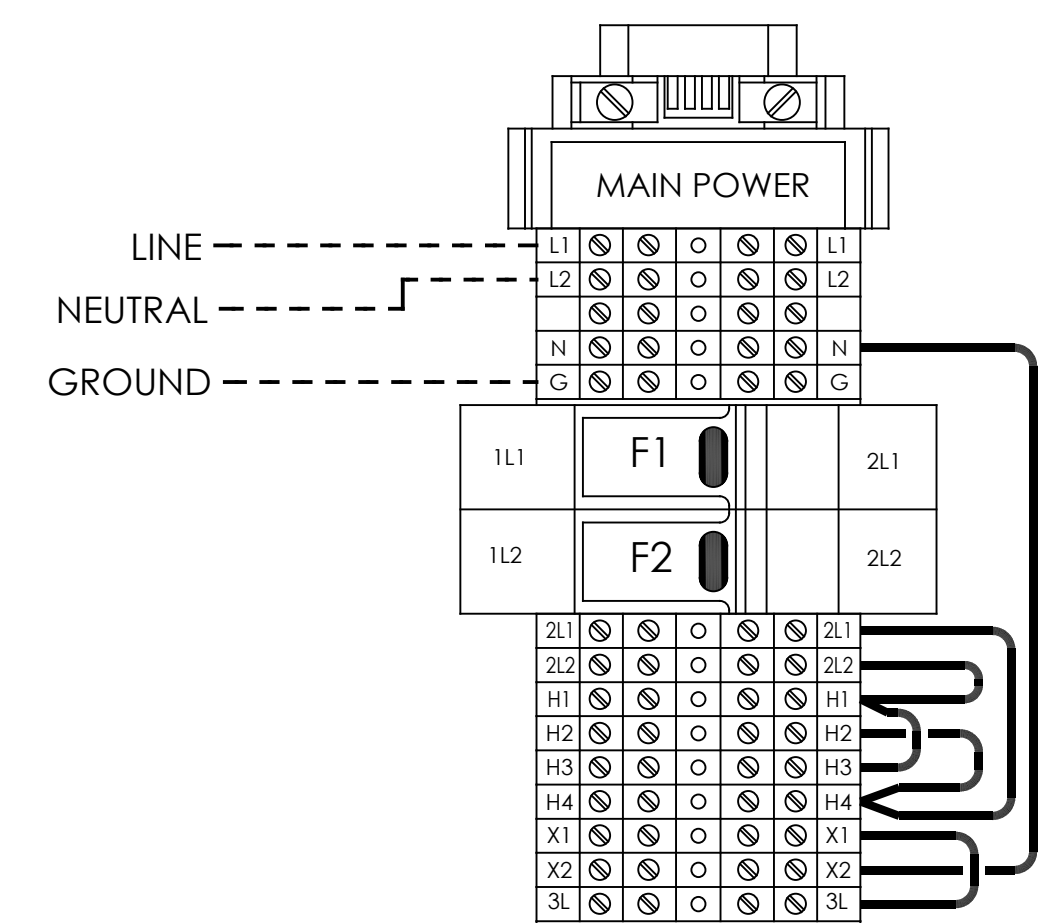 MAIN POWER
LINE L1 L1
L2 L2
NEUTRAL
N N
GROUND G G
1L1 F1 2L1
1L2 F2 2L2
2L1 2L1
2L2 2L2
H1 H1
H2 H2
H3 H3
H4 H4
X1 X1
X2 X2
3L 3L